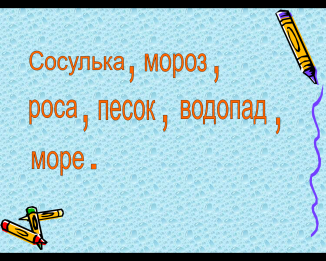 Сосулька, мороз,
роса, песок, водопад,
море.